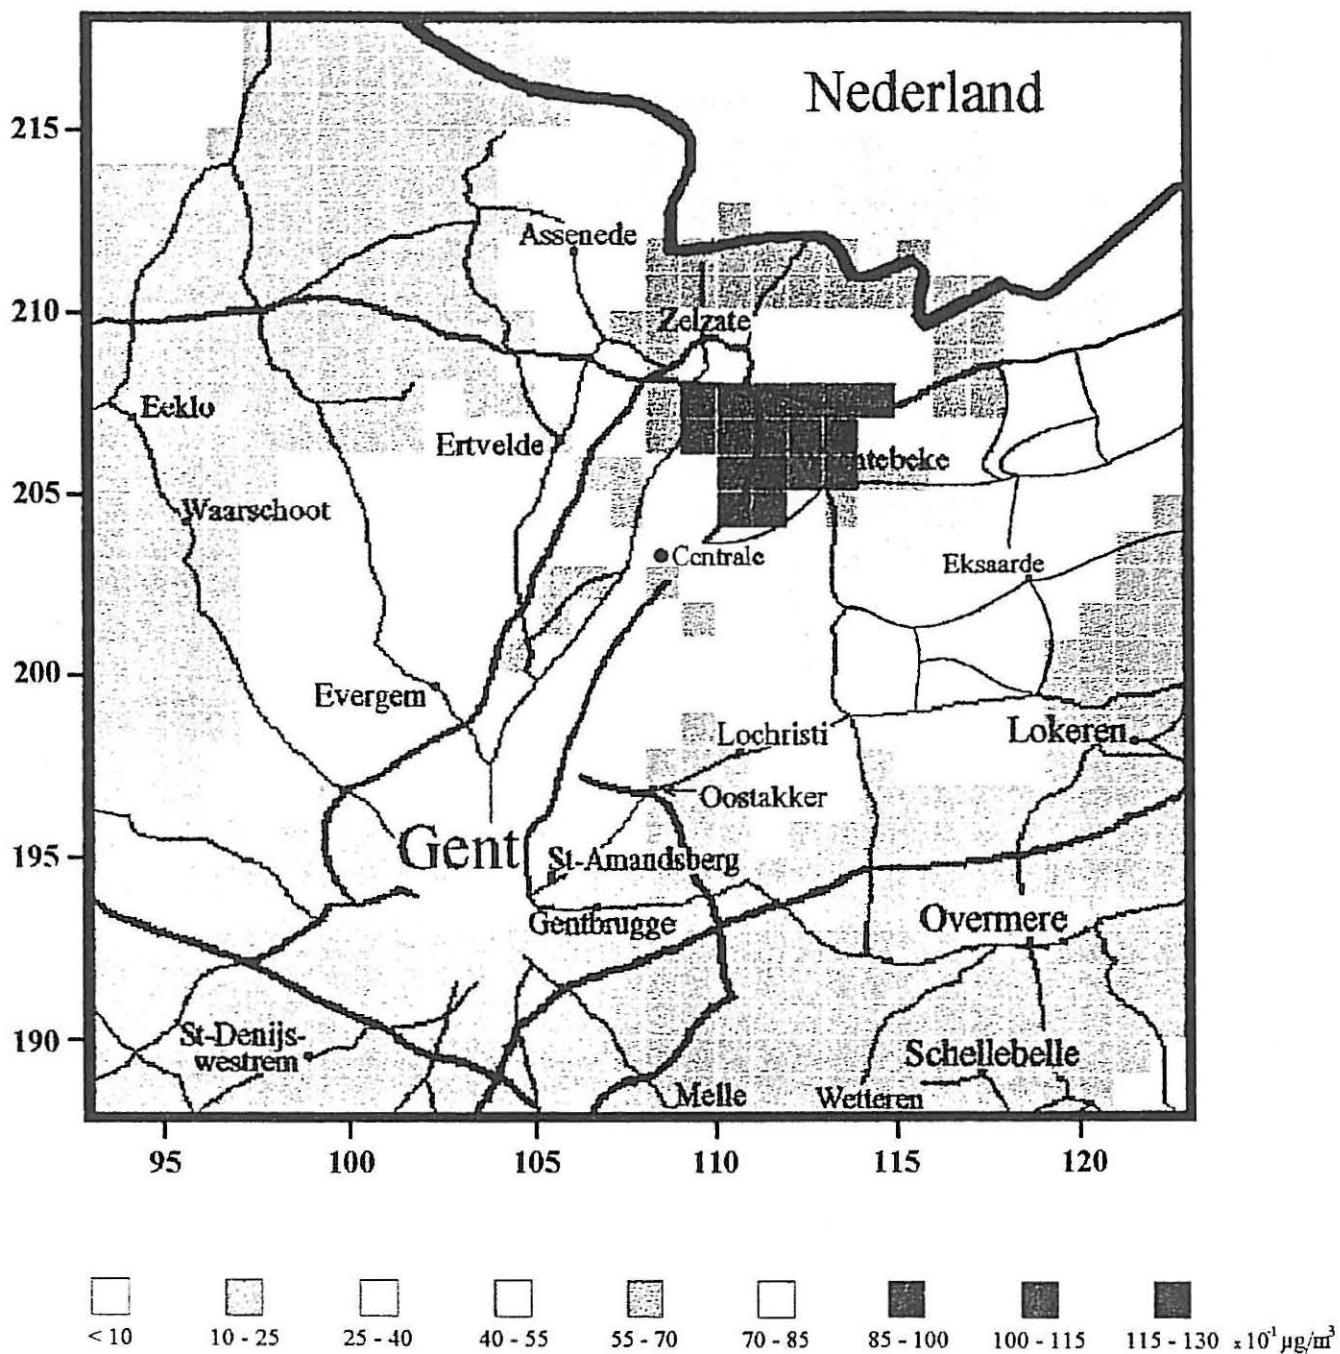 Nederland
215
Assenede
210
Zelzate
Eeklo
Ertvelde
205
Waarschoot
Centrale
Eksaarde
200
Evergem
Lochristi
Lokeren
Oostakker
Gent
195
St-Amandsberg
Gentbrugge
Overmere
190
St-Denijs-
westrem
Schellebelle
Melle
Wetteren
95 100 105 110 115 120
< 10 10 - 25 25 - 40 40 - 55 55 - 70 70 - 85 85 - 100 100 - 115 115 - 130 x 10⁻¹ µg/m³